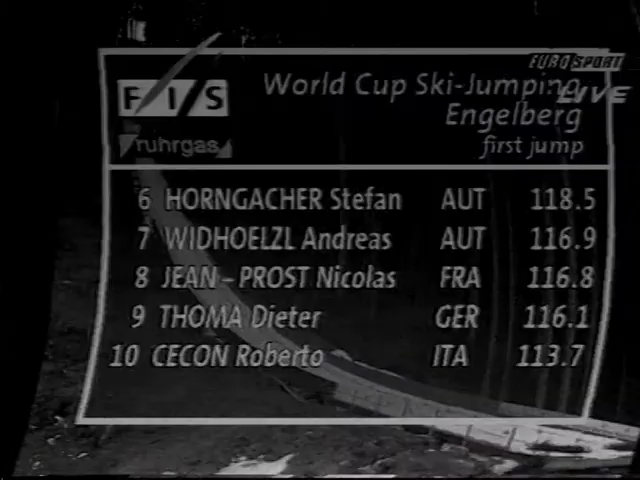 EUROSPORT
LIVE
FIS
ruhrgas
World Cup Ski-Jumping
Engelberg
first jump
6 HORNGACHER Stefan AUT 118.5
7 WIDHOELZL Andreas AUT 116.9
8 JEAN-PROST Nicolas FRA 116.8
9 THOMA Dieter GER 116.1
10 CECON Roberto ITA 113.7